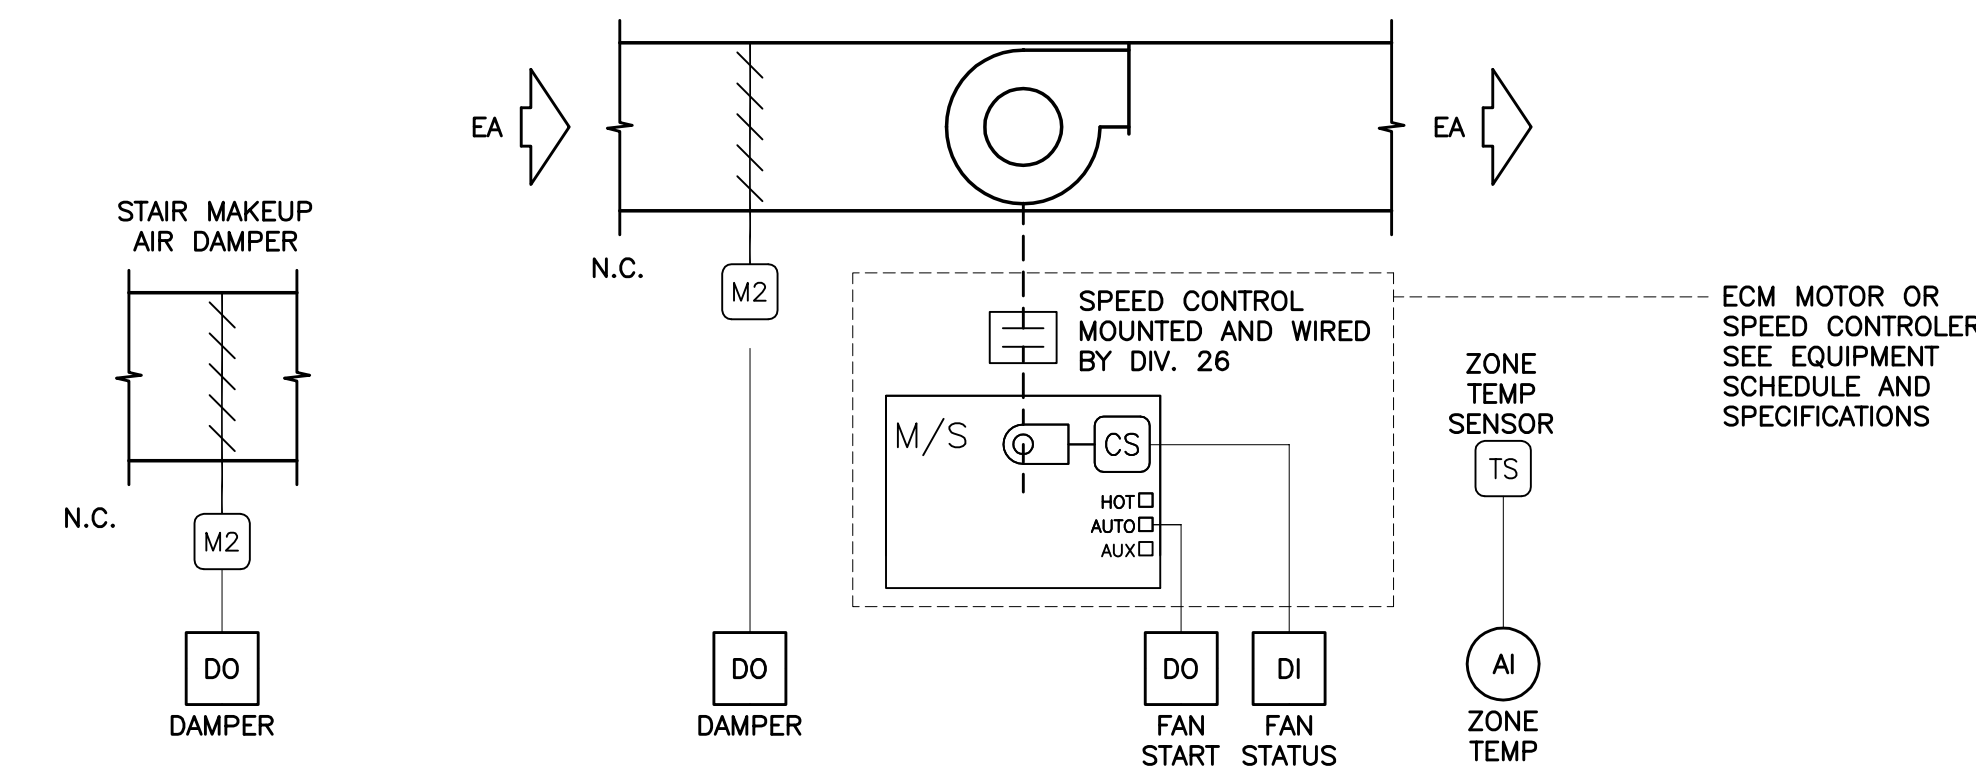 EA
EA
STAIR MAKEUP
AIR DAMPER
N.C.
M2
DO
DAMPER
N.C.
M2
DO
DAMPER
SPEED CONTROL
MOUNTED AND WIRED
BY DIV. 26
M/S
CS
HOT
AUTO
AUX
DO
FAN
START
DI
FAN
STATUS
ZONE
TEMP
SENSOR
TS
AI
ZONE
TEMP
ECM MOTOR OR
SPEED CONTROLER
SEE EQUIPMENT
SCHEDULE AND
SPECIFICATIONS